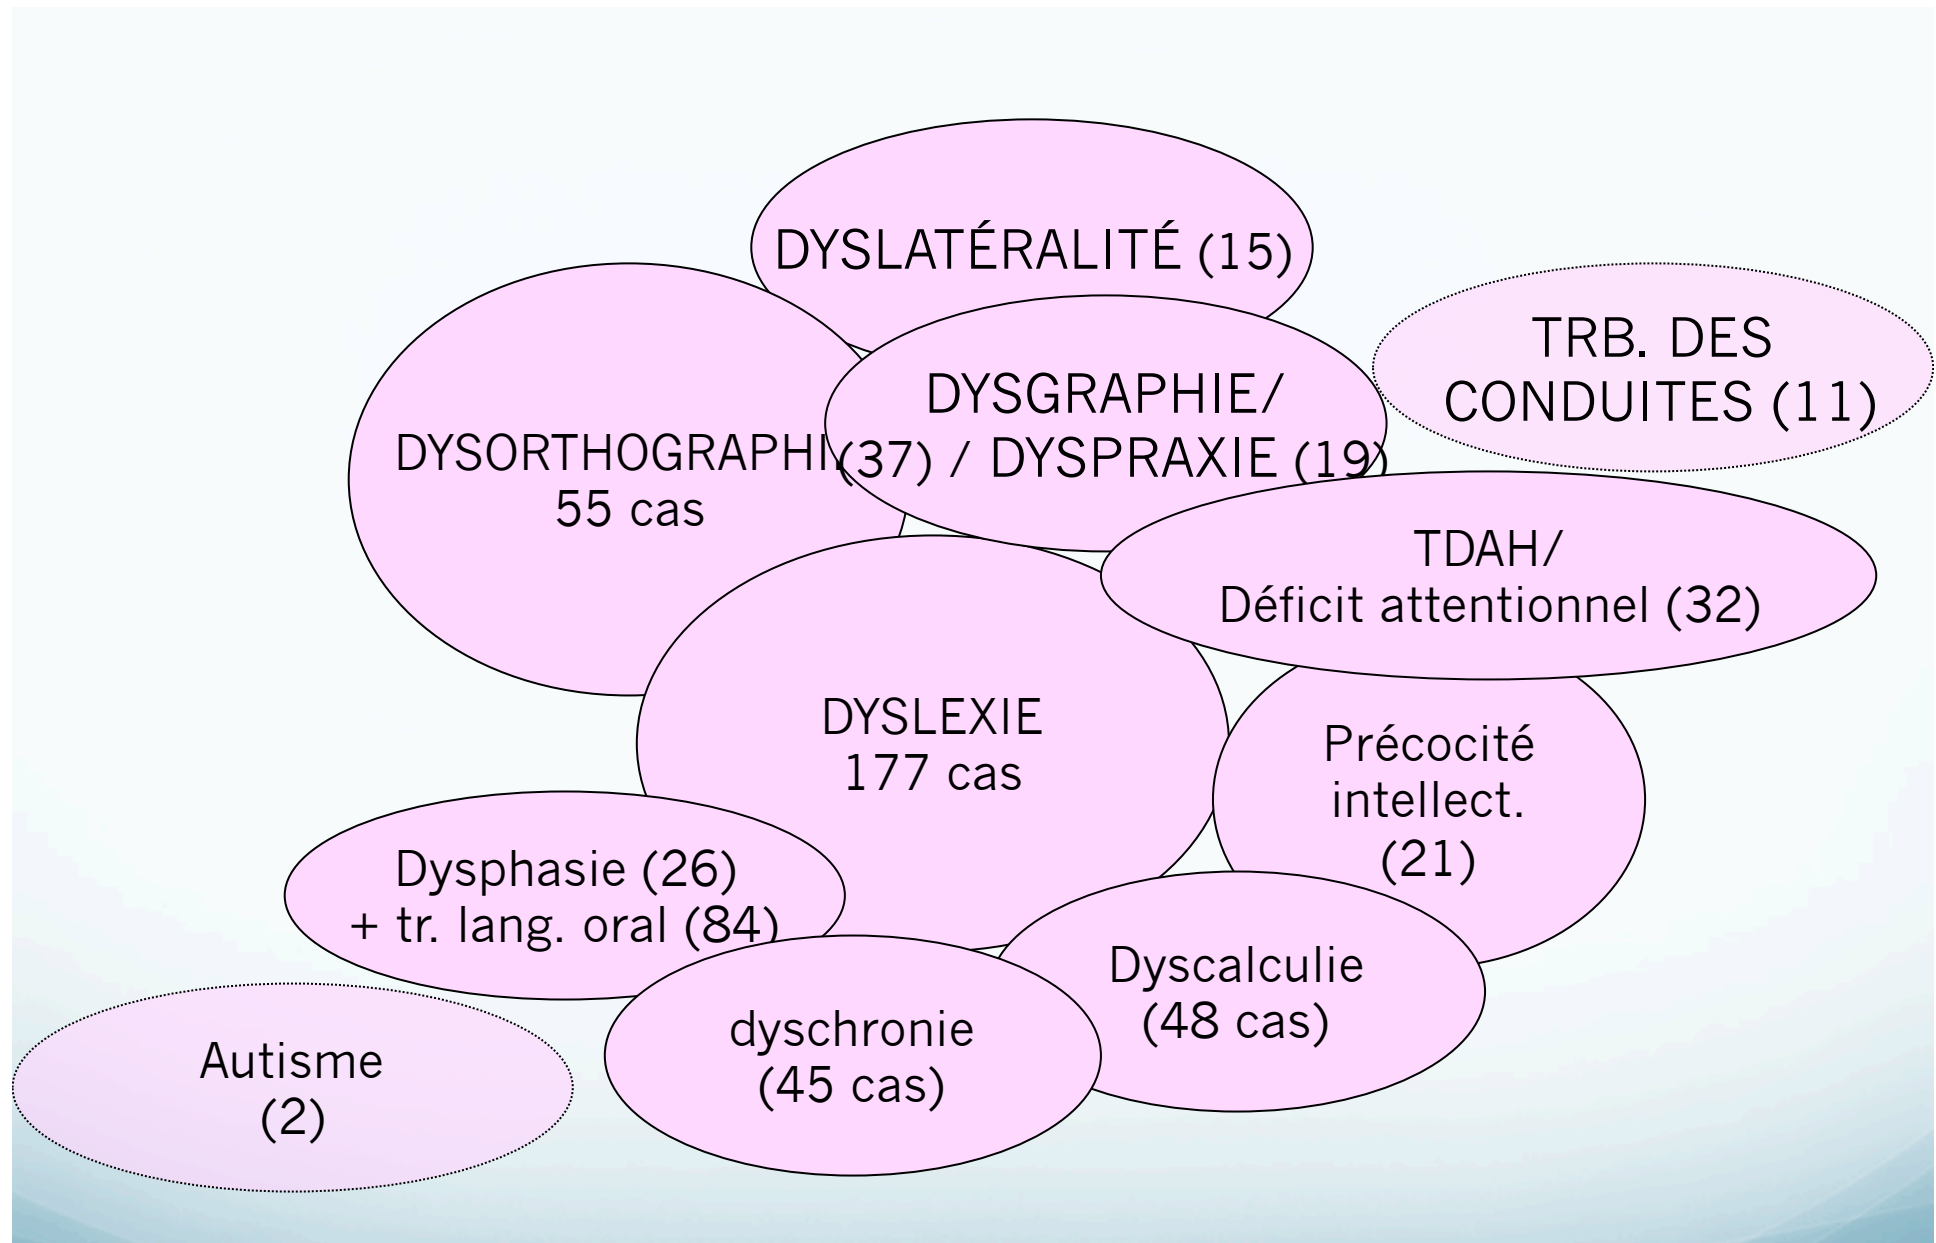 DYSLATÉRALITÉ (15)
TRB. DES
CONDUITES (11)
DYSGRAPHIE/
(37) / DYSPRAXIE (19)
DYSORTHOGRAPHI
55 cas
TDAH/
Déficit attentionnel (32)
DYSLEXIE
177 cas
Précocité
intellect.
(21)
Dysphasie (26)
+ tr. lang. oral (84)
Dyscalculie
(48 cas)
dyschronie
(45 cas)
Autisme
(2)